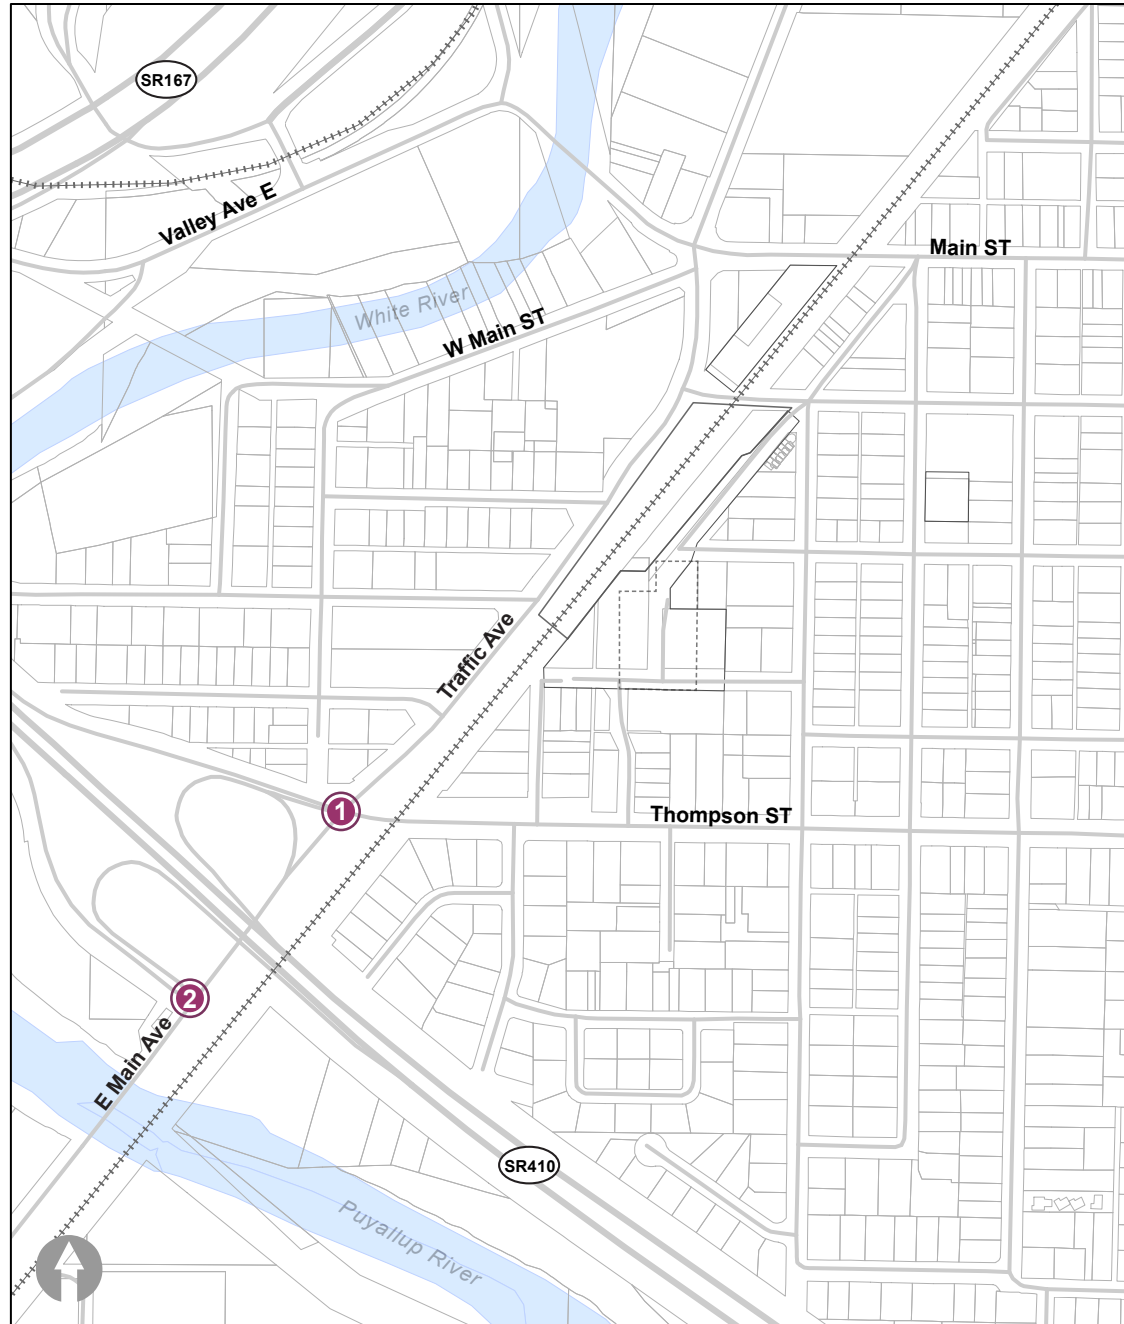 SR167
Valley Ave E
Main ST
White River
W Main ST
Traffic Ave
1
Thompson ST
2
E Main Ave
SR410
Puyallup River